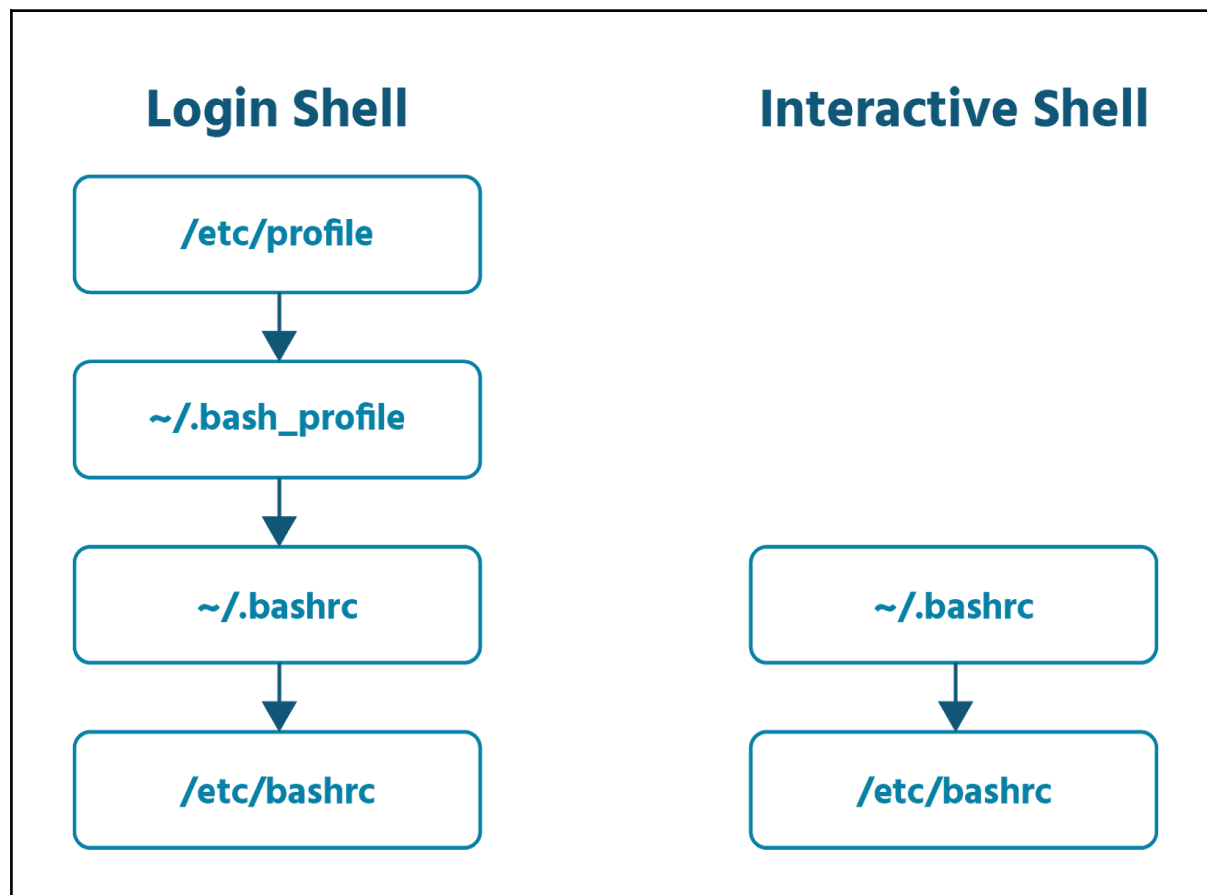 Login Shell
/etc/profile
~/.bash_profile
~/.bashrc
/etc/bashrc
Interactive Shell
~/.bashrc
/etc/bashrc